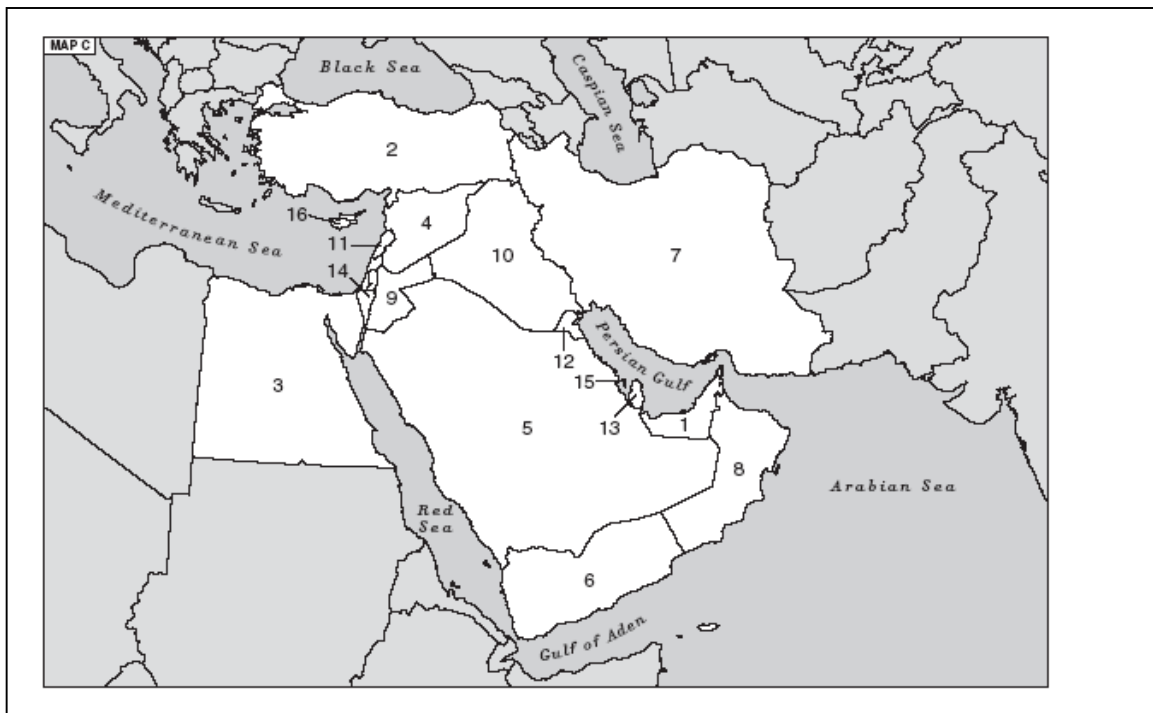 MAP C
Black Sea
Caspian Sea
2
Mediterranean Sea
16
4
11
10
7
14
9
Persian Gulf
12
3
15
5
13
1
8
Arabian Sea
Red
Sea
6
Gulf of Aden